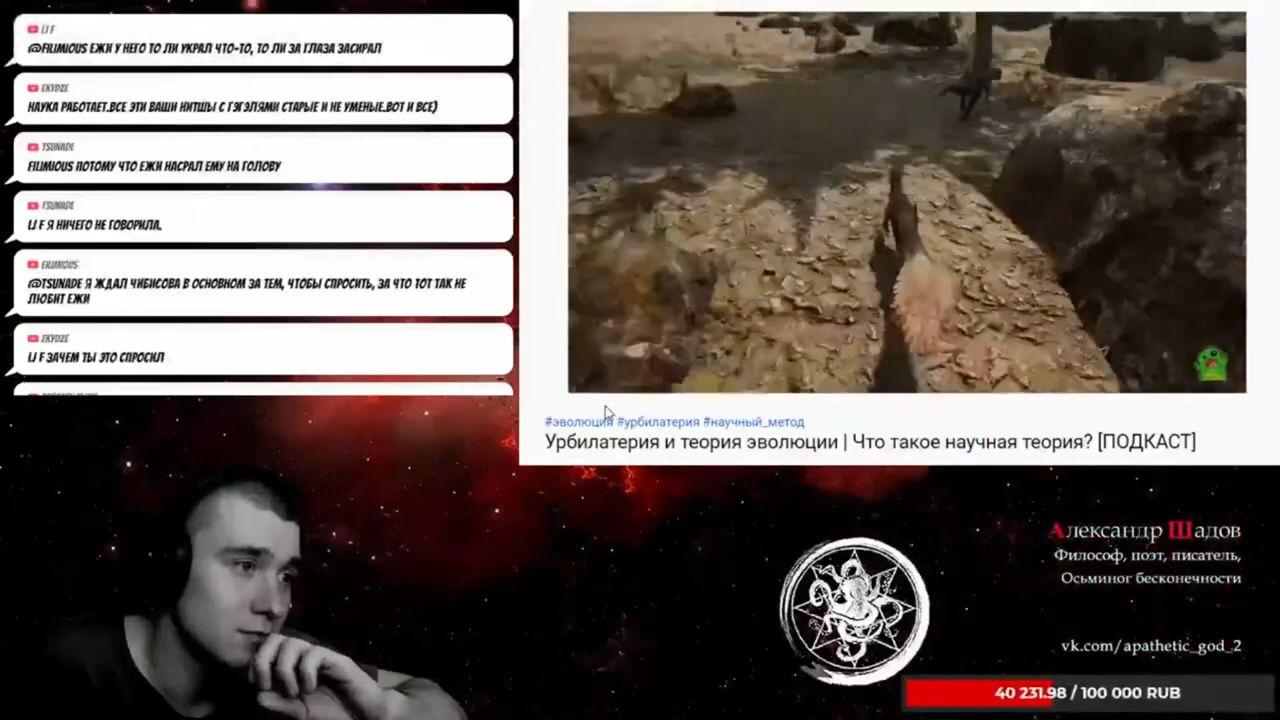 LJ F
@FILIMIOUS ЕЖИ У НЕГО ТО ЛИ УКРАЛ ЧТО-ТО, ТО ЛИ ЗА ГЛАЗА ЗАСИРАЛ
EKYDZE
НАУКА РАБОТАЕТ.ВСЕ ЭТИ ВАШИ НИТШЫ С ГЭГЭЛЯМИ СТАРЫЕ И НЕ УМЕНЫЕ.ВОТ И ВСЕ)
TSUNADE
FILIMIOUS ПОТОМУ ЧТО ЕЖИ НАСРАЛ ЕМУ НА ГОЛОВУ
TSUNADE
LJ F Я НИЧЕГО НЕ ГОВОРИЛА.
FILIMIOUS
@TSUNADE Я ЖДАЛ ЧИБИСОВА В ОСНОВНОМ ЗА ТЕМ, ЧТОБЫ СПРОСИТЬ, ЗА ЧТО ТОТ ТАК НЕ
ЛЮБИТ ЕЖИ
EKYDZE
LJ F ЗАЧЕМ ТЫ ЭТО СПРОСИЛ
#эволюция #урбилатерия #научный_метод
Урбилатерия и теория эволюции | Что такое научная теория? [ПОДКАСТ]
Александр Шадов
Философ, поэт, писатель,
Осьминог бесконечности
vk.com/apathetic_god_2
40 231.98 / 100 000 RUB